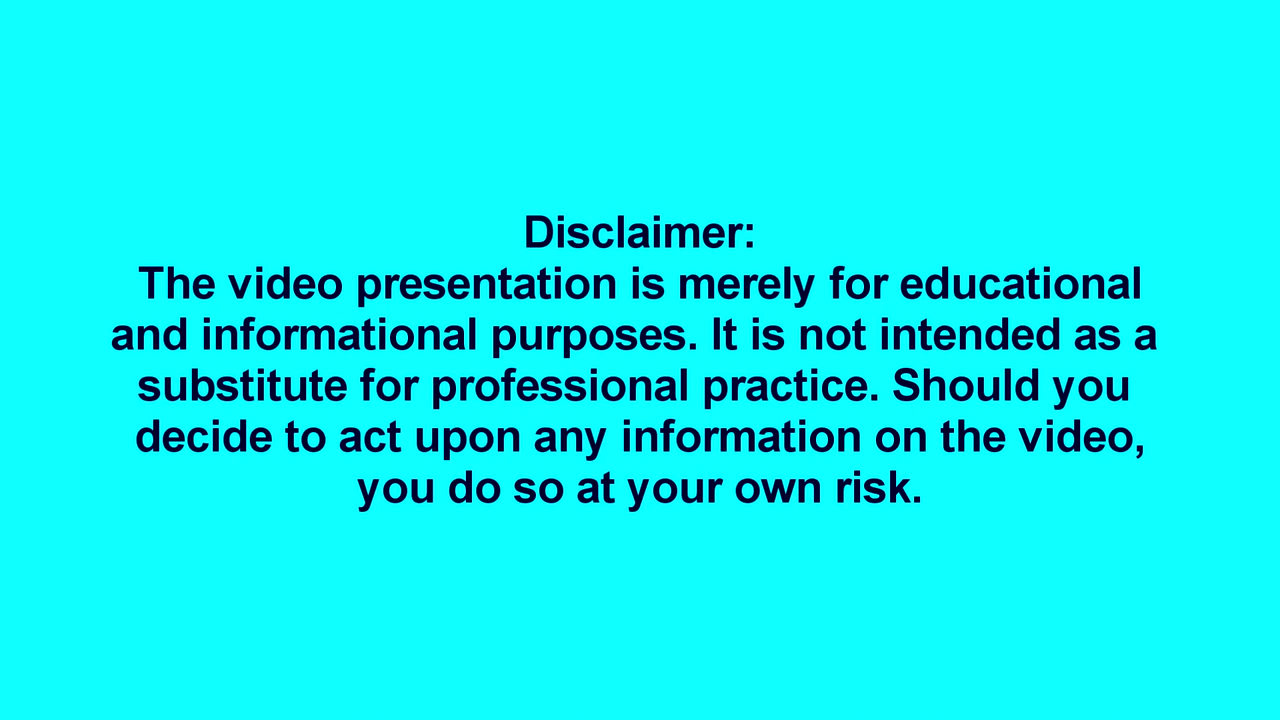 Disclaimer:
The video presentation is merely for educational
and informational purposes. It is not intended as a
substitute for professional practice. Should you
decide to act upon any information on the video,
you do so at your own risk.